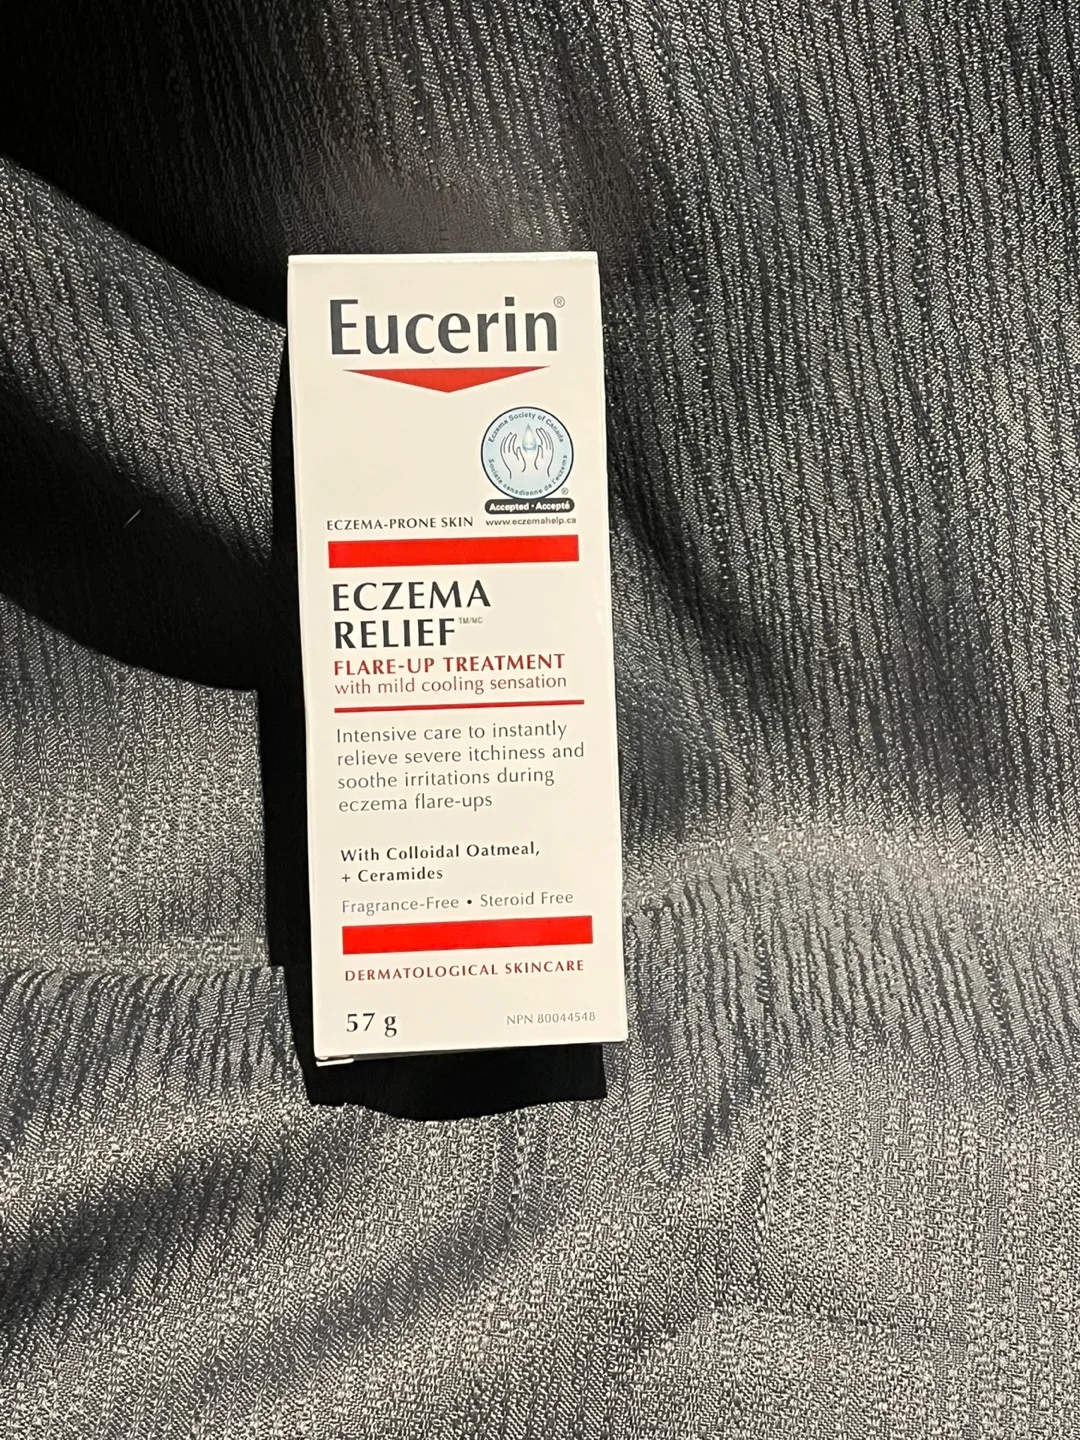 Eucerin®
Eczema Society of Canada
Société canadienne de l'eczéma
®
Accepted • Accepté
www.eczemahelp.ca
ECZEMA-PRONE SKIN
ECZEMA
RELIEF™/MC
FLARE-UP TREATMENT
with mild cooling sensation
Intensive care to instantly
relieve severe itchiness and
soothe irritations during
eczema flare-ups
With Colloidal Oatmeal,
+ Ceramides
Fragrance-Free • Steroid Free
DERMATOLOGICAL SKINCARE
57 g
NPN 80044548